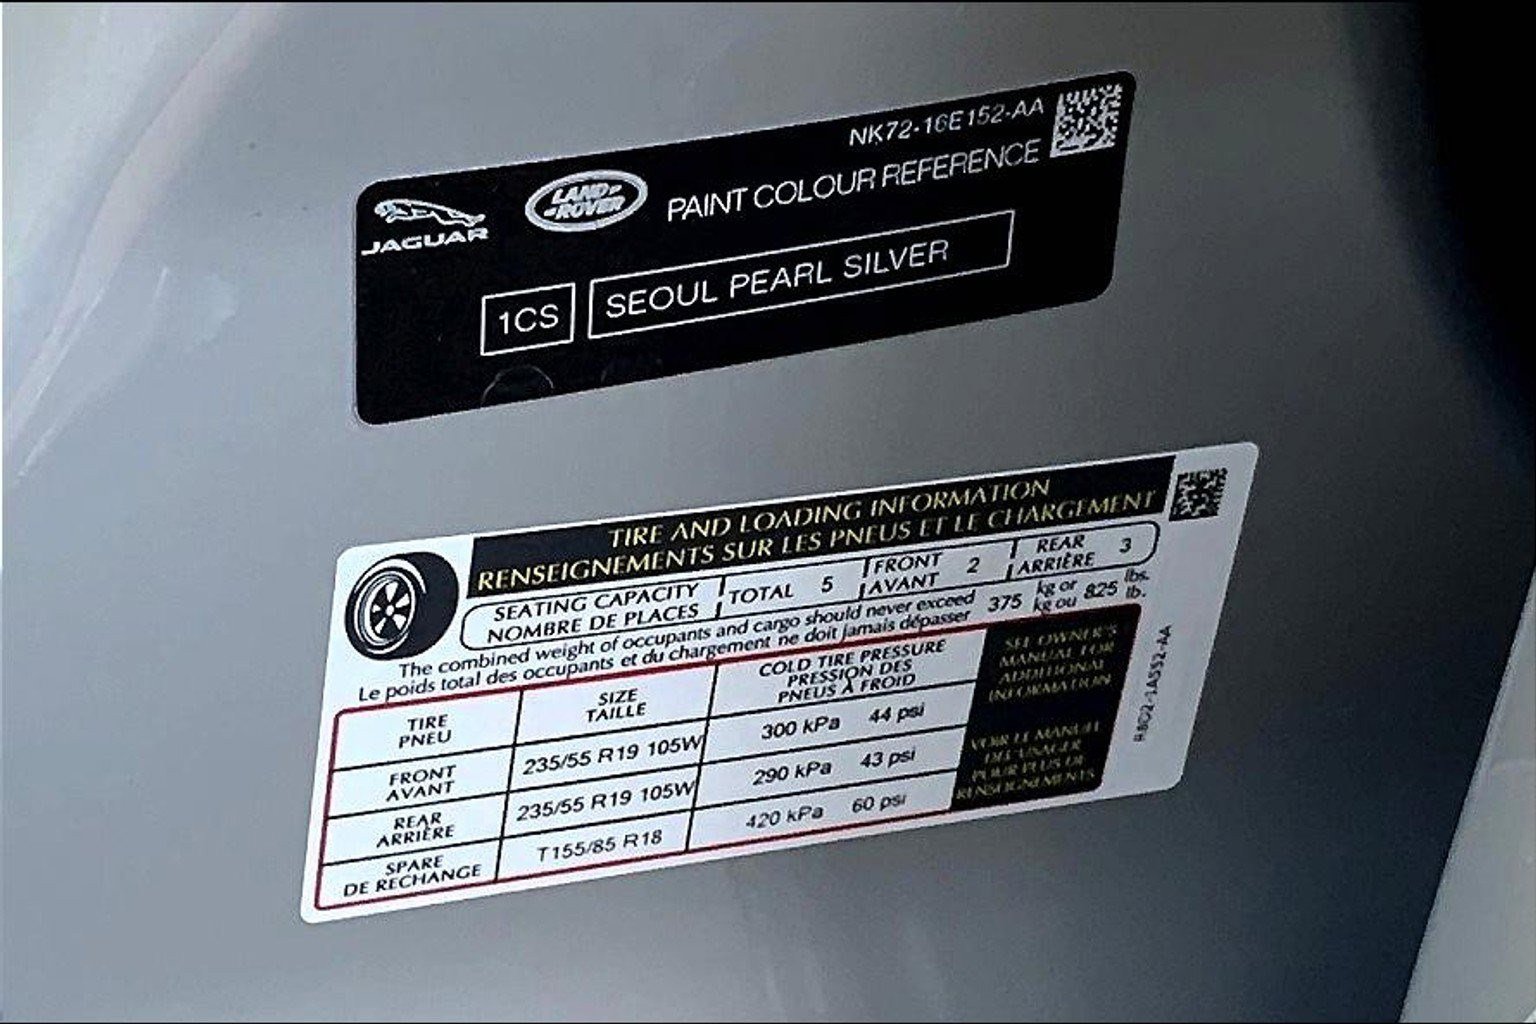 NK72-16E152-AA
JAGUAR
LAND-
-ROVER
PAINT COLOUR REFERENCE
1CS
SEOUL PEARL SILVER
TIRE AND LOADING INFORMATION
RENSEIGNEMENTS SUR LES PNEUS ET LE CHARGEMENT
SEATING CAPACITY
NOMBRE DE PLACES
TOTAL 5
FRONT
AVANT
2
REAR
ARRIÈRE
3
The combined weight of occupants and cargo should never exceed 375 kg or 825 lbs.
Le poids total des occupants et du chargement ne doit jamais dépasser kg ou lb.
TIRE
PNEU
SIZE
TAILLE
COLD TIRE PRESSURE
PRESSION DES
PNEUS À FROID
FRONT
AVANT
235/55 R19 105W
300 kPa 44 psi
REAR
ARRIÈRE
235/55 R19 105W
290 kPa 43 psi
SPARE
DE RECHANGE
T155/85 R18
420 kPa 60 psi
SEE OWNER'S
MANUAL FOR
ADDITIONAL
INFORMATION
VOIR LE MANUEL
DE L'USAGER
POUR PLUS DE
RENSEIGNEMENTS